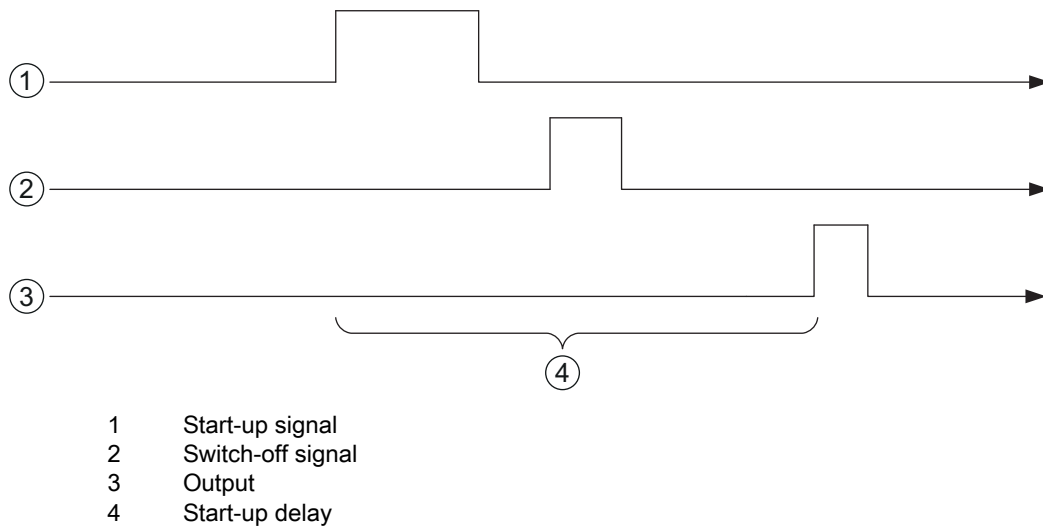 1
2
3
4
1 Start-up signal
2 Switch-off signal
3 Output
4 Start-up delay